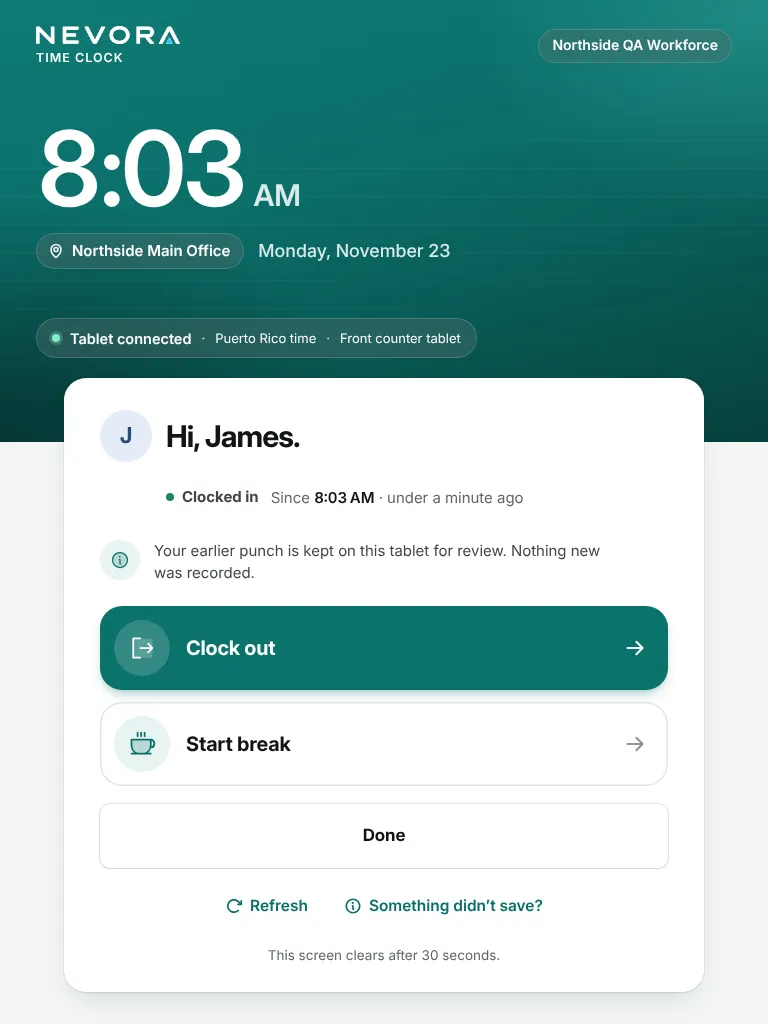 NEVORA
TIME CLOCK
Northside QA Workforce
8:03 AM
Northside Main Office
Monday, November 23
Tablet connected · Puerto Rico time · Front counter tablet
J
Hi, James.
Clocked in Since 8:03 AM · under a minute ago
Your earlier punch is kept on this tablet for review. Nothing new
was recorded.
Clock out
Start break
Done
Refresh
Something didn’t save?
This screen clears after 30 seconds.